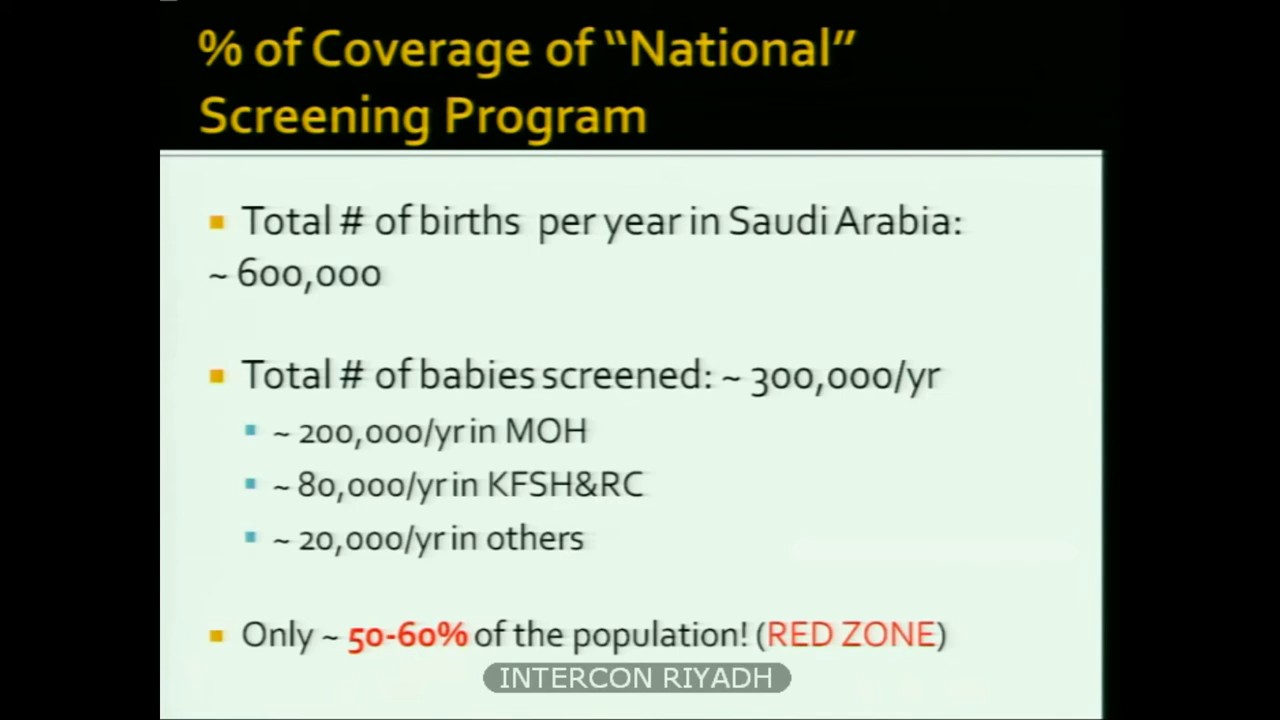 % of Coverage of “National”
Screening Program
Total # of births per year in Saudi Arabia:
~ 600,000
Total # of babies screened: ~ 300,000/yr
~ 200,000/yr in MOH
~ 80,000/yr in KFSH&RC
~ 20,000/yr in others
Only ~ 50-60% of the population! (RED ZONE)
INTERCON RIYADH